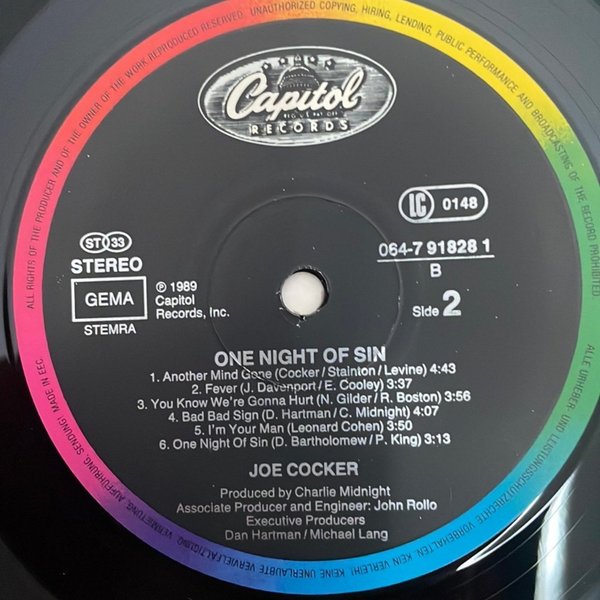 ALL RIGHTS OF THE PRODUCER AND OF THE OWNER OF THE WORK REPRODUCED RESERVED. UNAUTHORIZED COPYING, HIRING, LENDING, PUBLIC PERFORMANCE AND BROADCASTING OF THE RECORD PROHIBITED.
Capitol
RECORDS
LC 0148
ST 33
STEREO
GEMA
STEMRA
℗ 1989
Capitol
Records, Inc.
064-7 91828 1
B
Side 2
ONE NIGHT OF SIN
1. Another Mind Gone (Cocker/Stainton/Levine) 4:43
2. Fever (J. Davenport/E. Cooley) 3:37
3. You Know We're Gonna Hurt (N. Gilder/R. Boston) 3:56
4. Bad Bad Sign (D. Hartman/C. Midnight) 4:07
5. I'm Your Man (Leonard Cohen) 3:50
6. One Night Of Sin (D. Bartholomew/P. King) 3:13
JOE COCKER
Produced by Charlie Midnight
Associate Producer and Engineer: John Rollo
Executive Producers
Dan Hartman/Michael Lang
ALLE URHEBER- UND LEISTUNGSSCHUTZRECHTE VORBEHALTEN. KEIN VERLEIH! KEINE UNERLAUBTE VERVIELFÄLTIGUNG, VERMIETUNG, AUFFÜHRUNG, SENDUNG! MADE IN EEC.